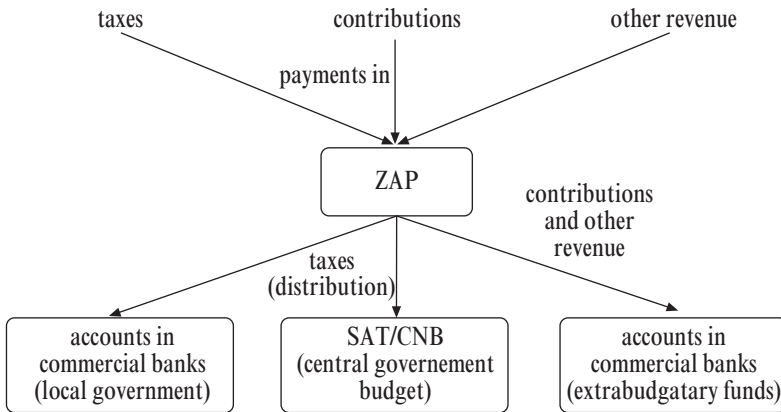 taxes
contributions
other revenue
payments in
ZAP
contributions
and other
revenue
taxes
(distribution)
accounts in
commercial banks
(local government)
SAT/CNB
(central governement
budget)
accounts in
commercial banks
(extrabudgatary funds)